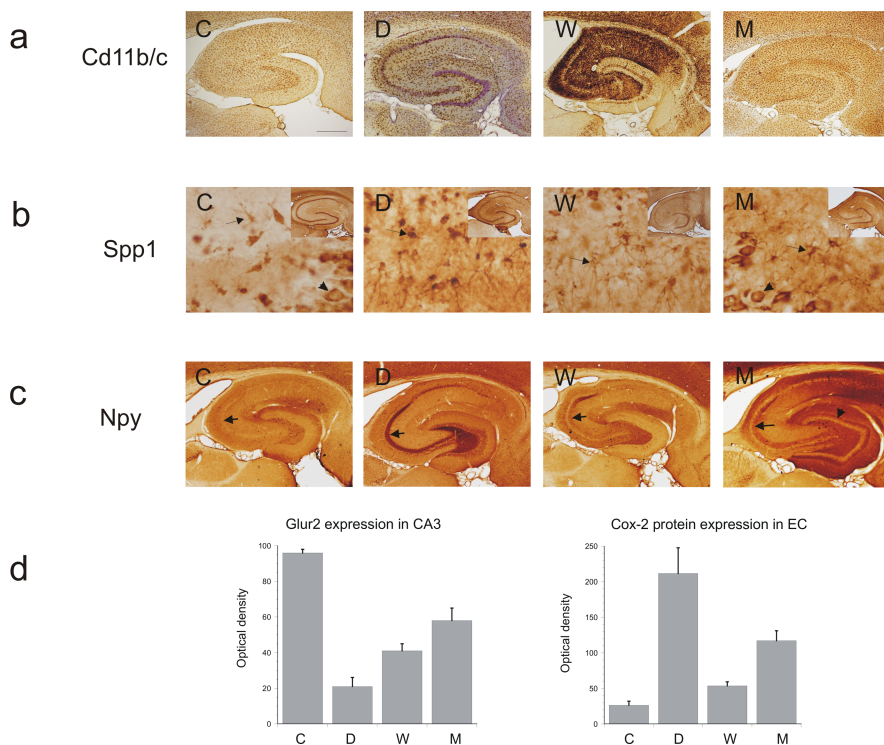 a
Cd11b/c
C D W M
b
Spp1
C D W M
c
Npy
C D W M
d
Glur2 expression in CA3
Optical density
100
80
60
40
20
0
C D W M
Cox-2 protein expression in EC
Optical density
250
200
150
100
50
0
C D W M